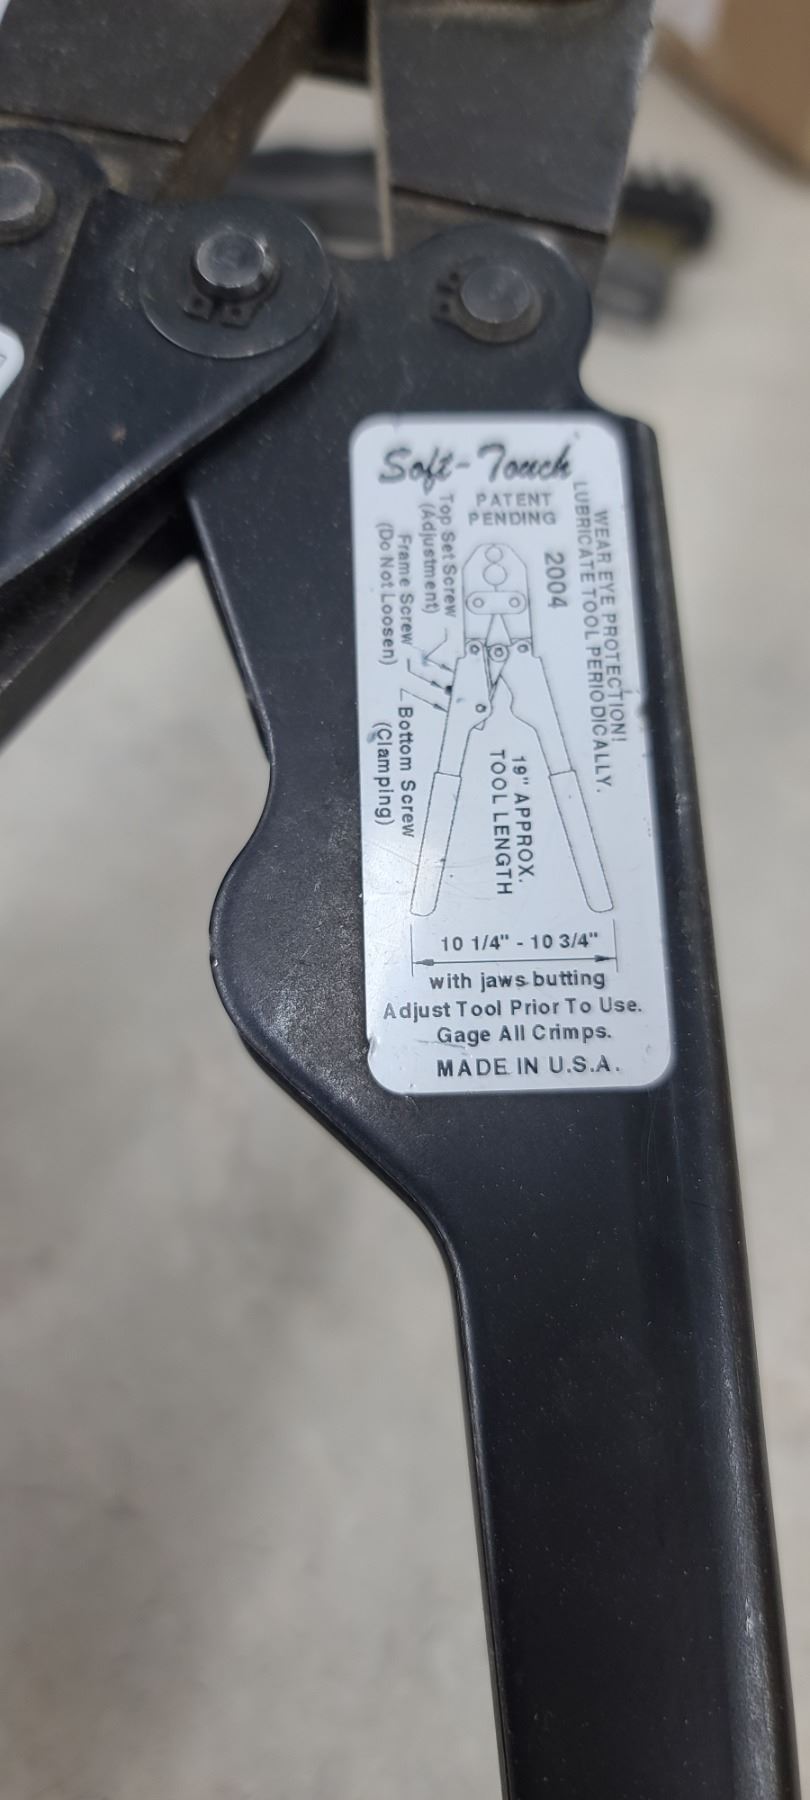 Soft-Touch
PATENT
PENDING
WEAR EYE PROTECTION!
LUBRICATE TOOL PERIODICALLY.
2004
Top Set Screw
(Adjustment)
Frame Screw
(Do Not Loosen)
Bottom Screw
(Clamping)
19" APPROX.
TOOL LENGTH
10 1/4" - 10 3/4"
with jaws butting
Adjust Tool Prior To Use.
Gage All Crimps.
MADE IN U.S.A.